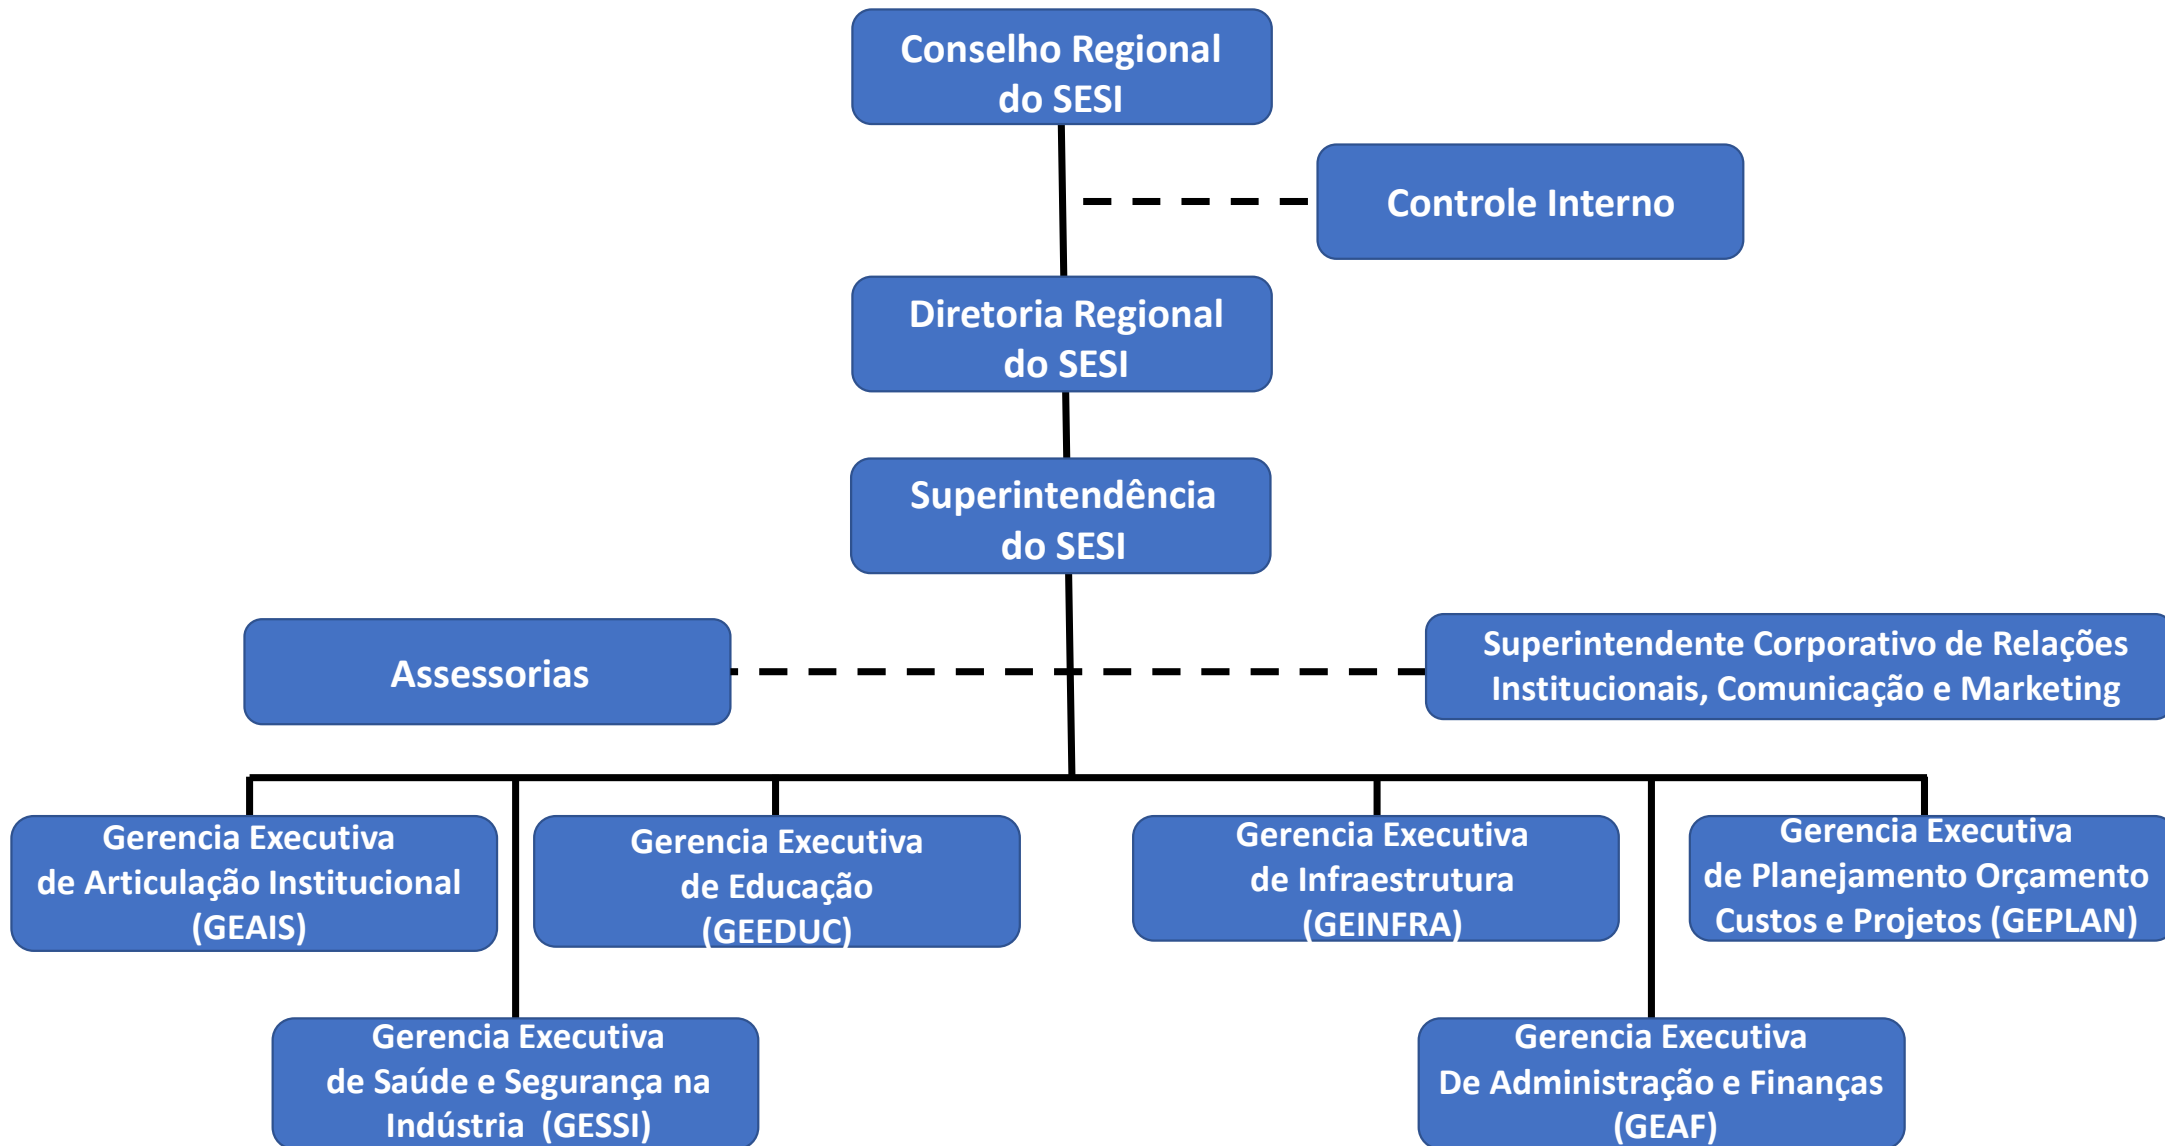 Conselho Regional
do SESI
Controle Interno
Diretoria Regional
do SESI
Superintendência
do SESI
Assessorias
Superintendente Corporativo de Relações
Institucionais, Comunicação e Marketing
Gerencia Executiva
de Articulação Institucional
(GEAIS)
Gerencia Executiva
de Educação
(GEEDUC)
Gerencia Executiva
de Infraestrutura
(GEINFRA)
Gerencia Executiva
de Planejamento Orçamento
Custos e Projetos (GEPLAN)
Gerencia Executiva
de Saúde e Segurança na
Indústria (GESSI)
Gerencia Executiva
De Administração e Finanças
(GEAF)